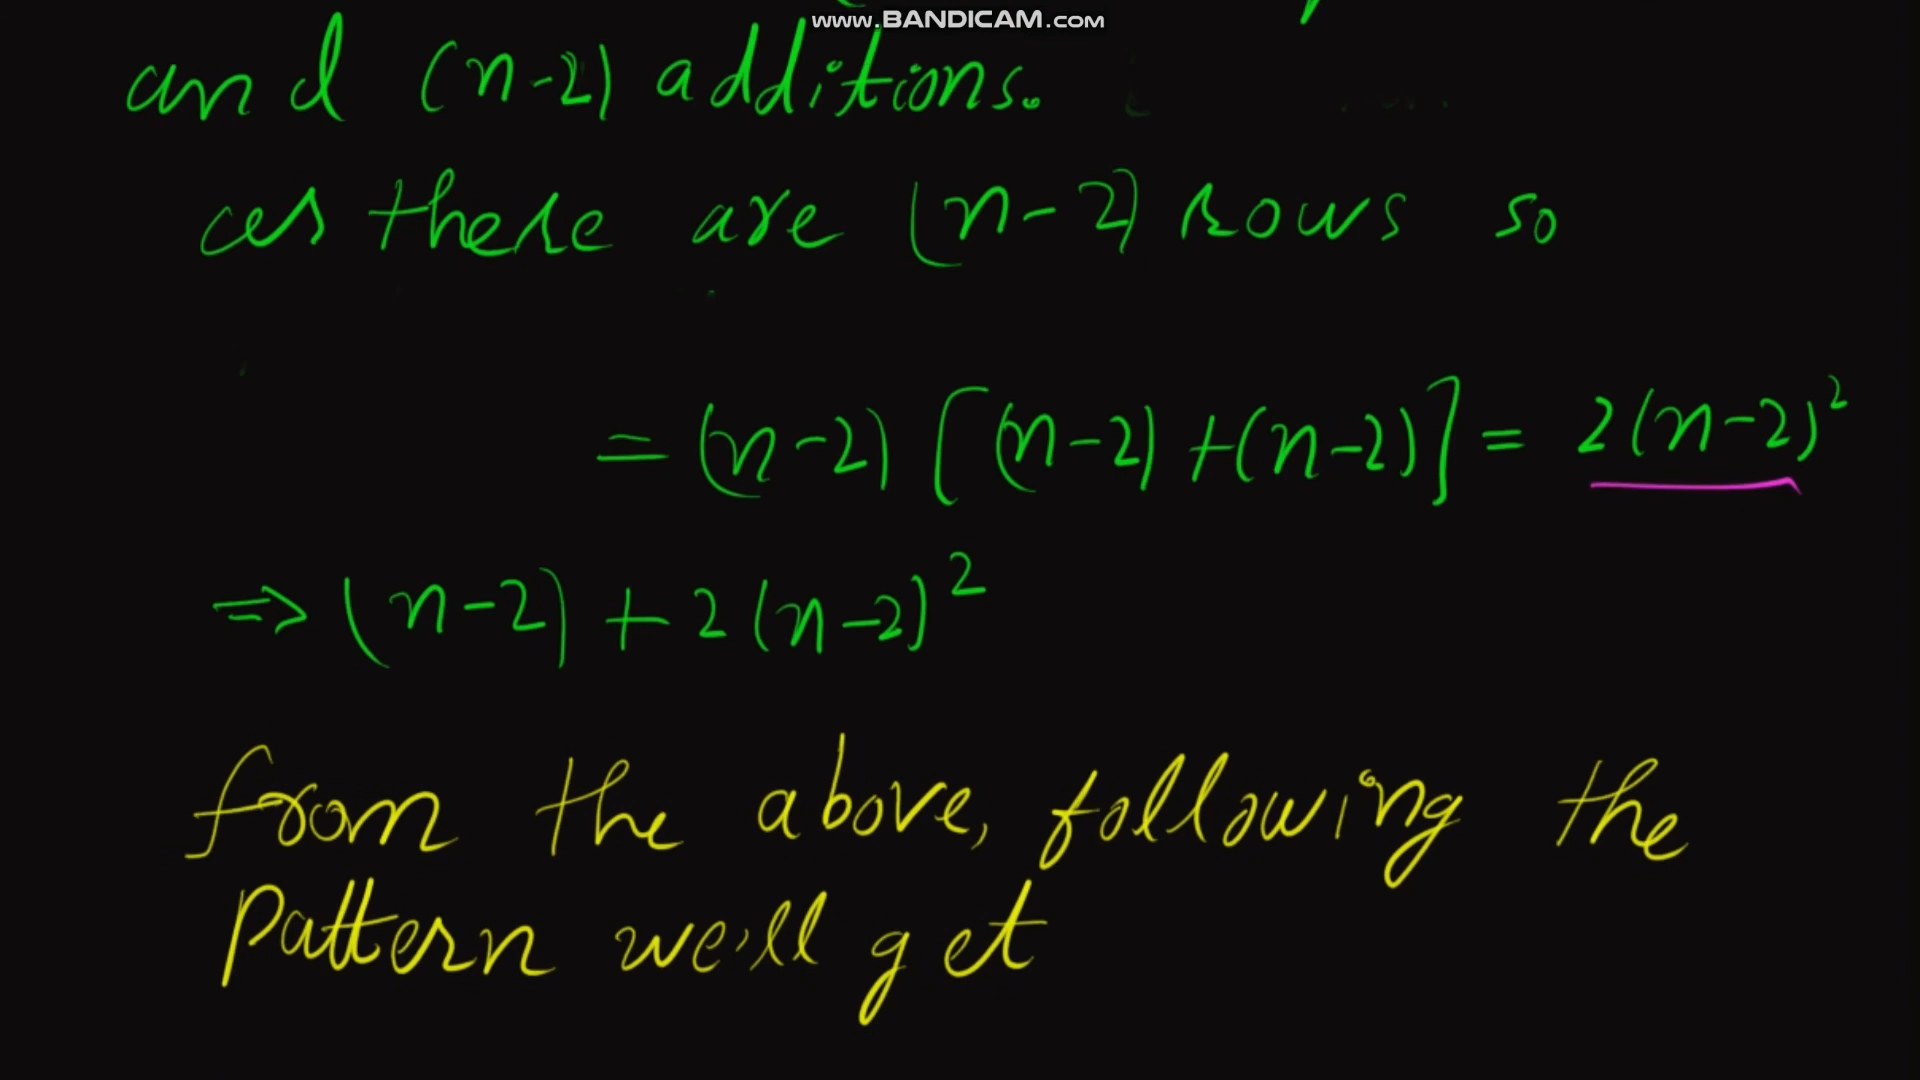 www.BANDICAM.com
and (n-2) additions.
as there are (n-2) rows so
= (n-2) [(n-2) +(n-2)] = 2(n-2)²
⇒ (n-2) + 2(n-2)²
from the above, following the
pattern we'll get